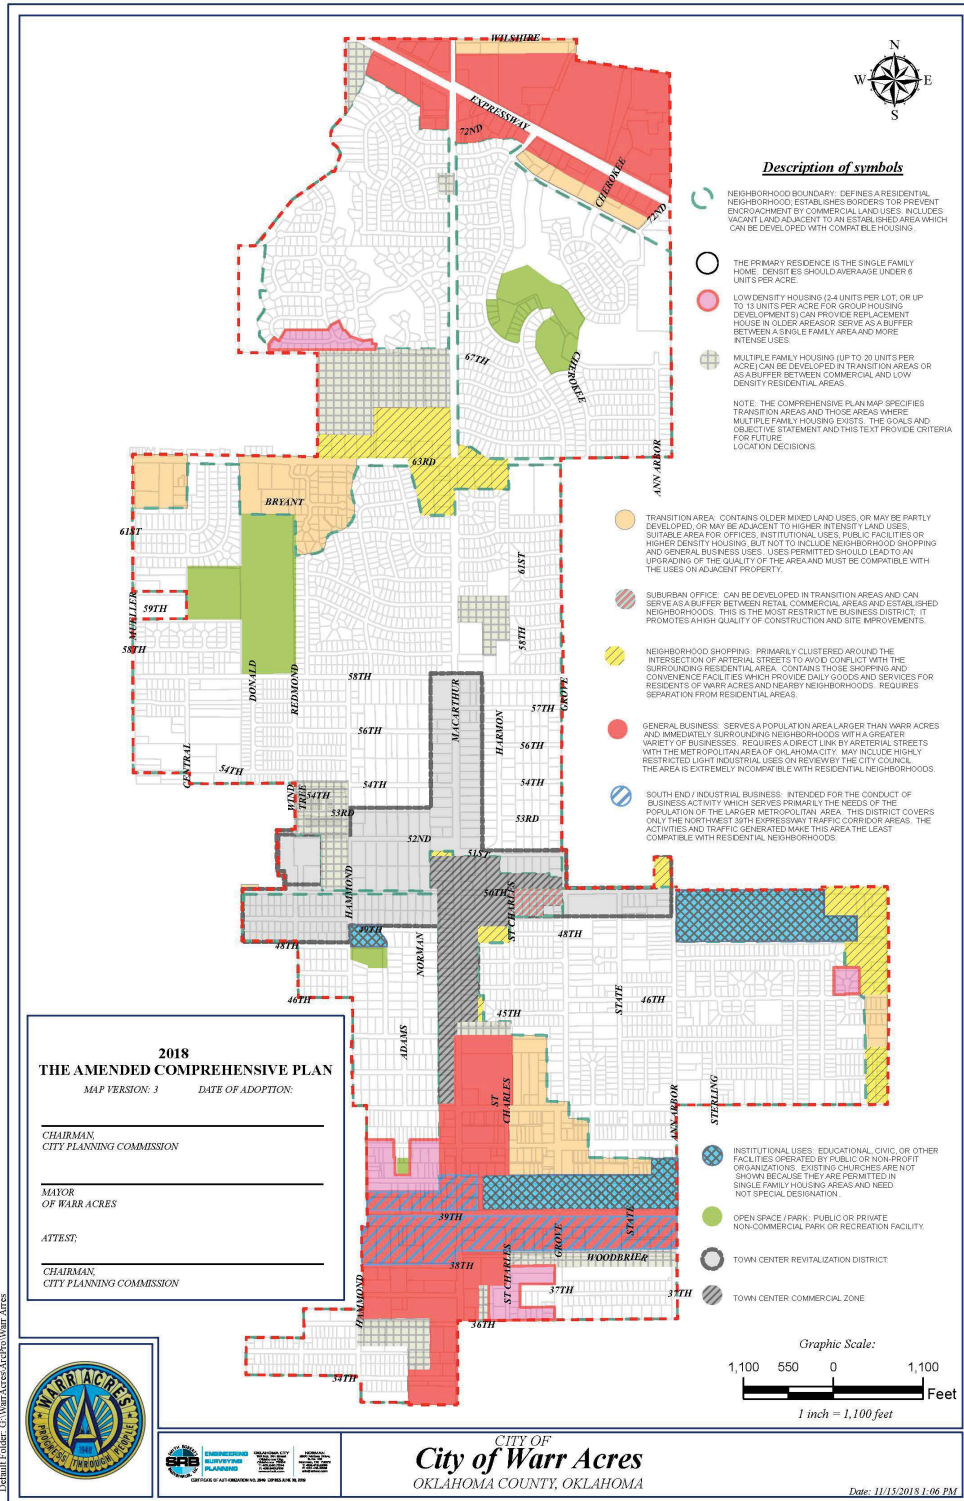 WILSHIRE
EXPRESSWAY
72ND
CHEROKEE
72ND
N
W E
S
Description of symbols
NEIGHBORHOOD BOUNDARY: DEFINES A RESIDENTIAL
NEIGHBORHOOD; ESTABLISHES BORDERS TOR PREVENT
ENCROACHMENT BY COMMERCIAL LAND USES. INCLUDES
VACANT LAND ADJACENT TO AN ESTABLISHED AREA WHICH
CAN BE DEVELOPED WITH COMPATIBLE HOUSING.
THE PRIMARY RESIDENCE IS THE SINGLE FAMILY
HOME. DENSITIES SHOULD AVERAAGE UNDER 6
UNITS PER ACRE.
LOW DENSITY HOUSING (2-4 UNITS PER LOT, OR UP
TO 13 UNITS PER ACRE FOR GROUP HOUSING
DEVELOPMENTS) CAN PROVIDE REPLACEMENT
HOUSE IN OLDER AREASOR SERVE AS A BUFFER
BETWEEN A SINGLE FAMILY AREA AND MORE
INTENSE USES.
MULTIPLE FAMILY HOUSING (UP TO 20 UNITS PER
ACRE) CAN BE DEVELOPED IN TRANSITION AREAS OR
AS A BUFFER BETWEEN COMMERCIAL AND LOW
DENSITY RESIDENTIAL AREAS.
NOTE: THE COMPREHENSIVE PLAN MAP SPECIFIES
TRANSITION AREAS AND THOSE AREAS WHERE
MULTIPLE FAMILY HOUSING EXISTS. THE GOALS AND
OBJECTIVE STATEMENT AND THIS TEXT PROVIDE CRITERIA
FOR FUTURE
LOCATION DECISIONS.
67TH
CHEROKEE
ANN ARBOR
63RD
BRYANT
61ST
61ST
MUELLER
59TH
58TH
58TH
DONALD
REDMOND
58TH
MACARTHUR
HARMON
GROVE
57TH
56TH
56TH
CENTRAL
54TH
54TH
54TH
WIND
TREE
54TH
53RD
53RD
52ND
51ST
50TH
ST CHARLES
HAMMOND
49TH
48TH
48TH
NORMAN
46TH
46TH
STATE
45TH
ADAMS
ST
CHARLES
ANN ARBOR
STERLING
TRANSITION AREA: CONTAINS OLDER MIXED LAND USES, OR MAY BE PARTLY
DEVELOPED, OR MAY BE ADJACENT TO HIGHER INTENSITY LAND USES,
SUITABLE AREA FOR OFFICES, INSTITUTIONAL USES, PUBLIC FACILITIES OR
HIGHER DENSITY HOUSING, BUT NOT TO INCLUDE NEIGHBORHOOD SHOPPING
AND GENERAL BUSINESS USES. USES PERMITTED SHOULD LEAD TO AN
UPGRADING OF THE QUALITY OF THE AREA AND MUST BE COMPATIBLE WITH
THE USES ON ADJACENT PROPERTY.
SUBURBAN OFFICE: CAN BE DEVELOPED IN TRANSITION AREAS AND CAN
SERVE AS A BUFFER BETWEEN RETAIL COMMERCIAL AREAS AND ESTABLISHED
NEIGHBORHOODS. THIS IS THE MOST RESTRICTIVE BUSINESS DISTRICT; IT
PROMOTES A HIGH QUALITY OF CONSTRUCTION AND SITE IMPROVEMENTS.
NEIGHBORHOOD SHOPPING: PRIMARILY CLUSTERED AROUND THE
INTERSECTION OF ARTERIAL STREETS TO AVOID CONFLICT WITH THE
SURROUNDING RESIDENTIAL AREA. CONTAINS THOSE SHOPPING AND
CONVENIENCE FACILITIES WHICH PROVIDE DAILY GOODS AND SERVICES FOR
RESIDENTS OF WARR ACRES AND NEARBY NEIGHBORHOODS. REQUIRES
SEPARATION FROM RESIDENTIAL AREAS.
GENERAL BUSINESS: SERVES A POPULATION AREA LARGER THAN WARR ACRES
AND IMMEDIATELY SURROUNDING NEIGHBORHOODS WITH A GREATER
VARIETY OF BUSINESSES. REQUIRES A DIRECT LINK BY ARETERIAL STREETS
WITH THE METROPOLITAN AREA OF OKLAHOMA CITY. MAY INCLUDE HIGHLY
RESTRICTED LIGHT INDUSTRIAL USES ON REVIEW BY THE CITY COUNCIL.
THE AREA IS EXTREMELY INCOMPATIBLE WITH RESIDENTIAL NEIGHBORHOODS.
SOUTH END / INDUSTRIAL BUSINESS: INTENDED FOR THE CONDUCT OF
BUSINESS ACTIVITY WHICH SERVES PRIMARILY THE NEEDS OF THE
POPULATION OF THE LARGER METROPOLITAN AREA. THIS DISTRICT COVERS
ONLY THE NORTHWEST 39TH EXPRESSWAY TRAFFIC CORRIDOR AREAS. THE
ACTIVITIES AND TRAFFIC GENERATED MAKE THIS AREA THE LEAST
COMPATIBLE WITH RESIDENTIAL NEIGHBORHOODS.
2018
THE AMENDED COMPREHENSIVE PLAN
MAP VERSION: 3 DATE OF ADOPTION:
CHAIRMAN,
CITY PLANNING COMMISSION
MAYOR
OF WARR ACRES
ATTEST;
CHAIRMAN,
CITY PLANNING COMMISSION
39TH
GROVE
STATE
38TH
WOODBRIER
ST CHARLES
37TH
37TH
HAMMOND
36TH
34TH
INSTITUTIONAL USES: EDUCATIONAL, CIVIC, OR OTHER
FACILITIES OPERATED BY PUBLIC OR NON-PROFIT
ORGANIZATIONS. EXISTING CHURCHES ARE NOT
SHOWN BECAUSE THEY ARE PERMITTED IN
SINGLE FAMILY HOUSING AREAS AND NEED
NOT SPECIAL DESIGNATION.
OPEN SPACE / PARK: PUBLIC OR PRIVATE
NON-COMMERCIAL PARK OR RECREATION FACILITY.
TOWN CENTER REVITALIZATION DISTRICT
TOWN CENTER COMMERCIAL ZONE
Graphic Scale:
1,100 550 0 1,100
Feet
1 inch = 1,100 feet
Default Folder: G:\WarrAcres\ArcPro\Warr Arres
WARR ACRES
PROGRESS THROUGH PEOPLE
1948
SRB
ENGINEERING
SURVEYING
PLANNING
OKLAHOMA CITY
NORMAN
CITY OF
City of Warr Acres
OKLAHOMA COUNTY, OKLAHOMA
Date: 11/15/2018 1:06 PM